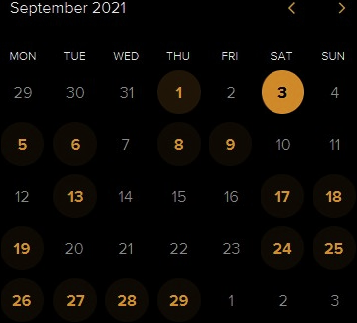 September 2021
MON TUE WED THU FRI SAT SUN
29 30 31 1 2 3 4
5 6 7 8 9 10 11
12 13 14 15 16 17 18
19 20 21 22 23 24 25
26 27 28 29 1 2 3